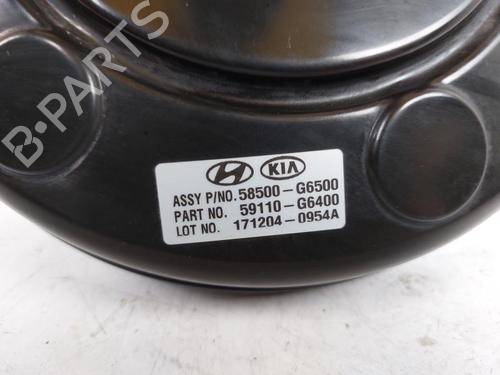 B-PARTS
KIA
ASSY P/NO. 58500-G6500
PART NO. 59110-G6400
LOT NO. 171204-0954A